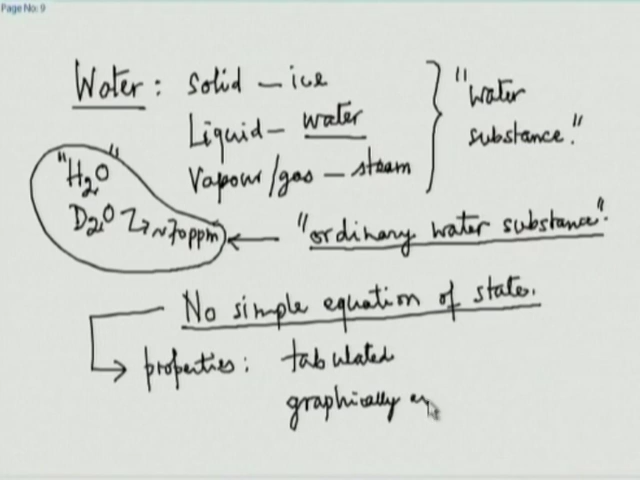 Page No: 9
Water: solid – ice
Liquid – water
Vapour/gas – steam
"water
substance."
"H2O"
D2O ~70ppm
"ordinary water substance".
No simple equation of state.
properties: tabulated
graphically